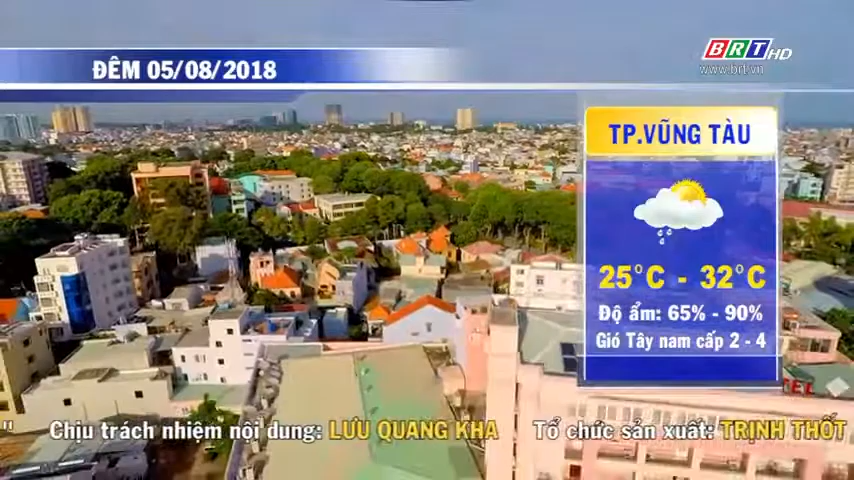 ĐÊM 05/08/2018
BRT HD
www.brt.vn
TP.VŨNG TÀU
25°C - 32°C
Độ ẩm: 65% - 90%
Gió Tây nam cấp 2 - 4
" Chịu trách nhiệm nội dung: LƯU QUANG KHA Tổ chức sản xuất: TRỊNH THỐT